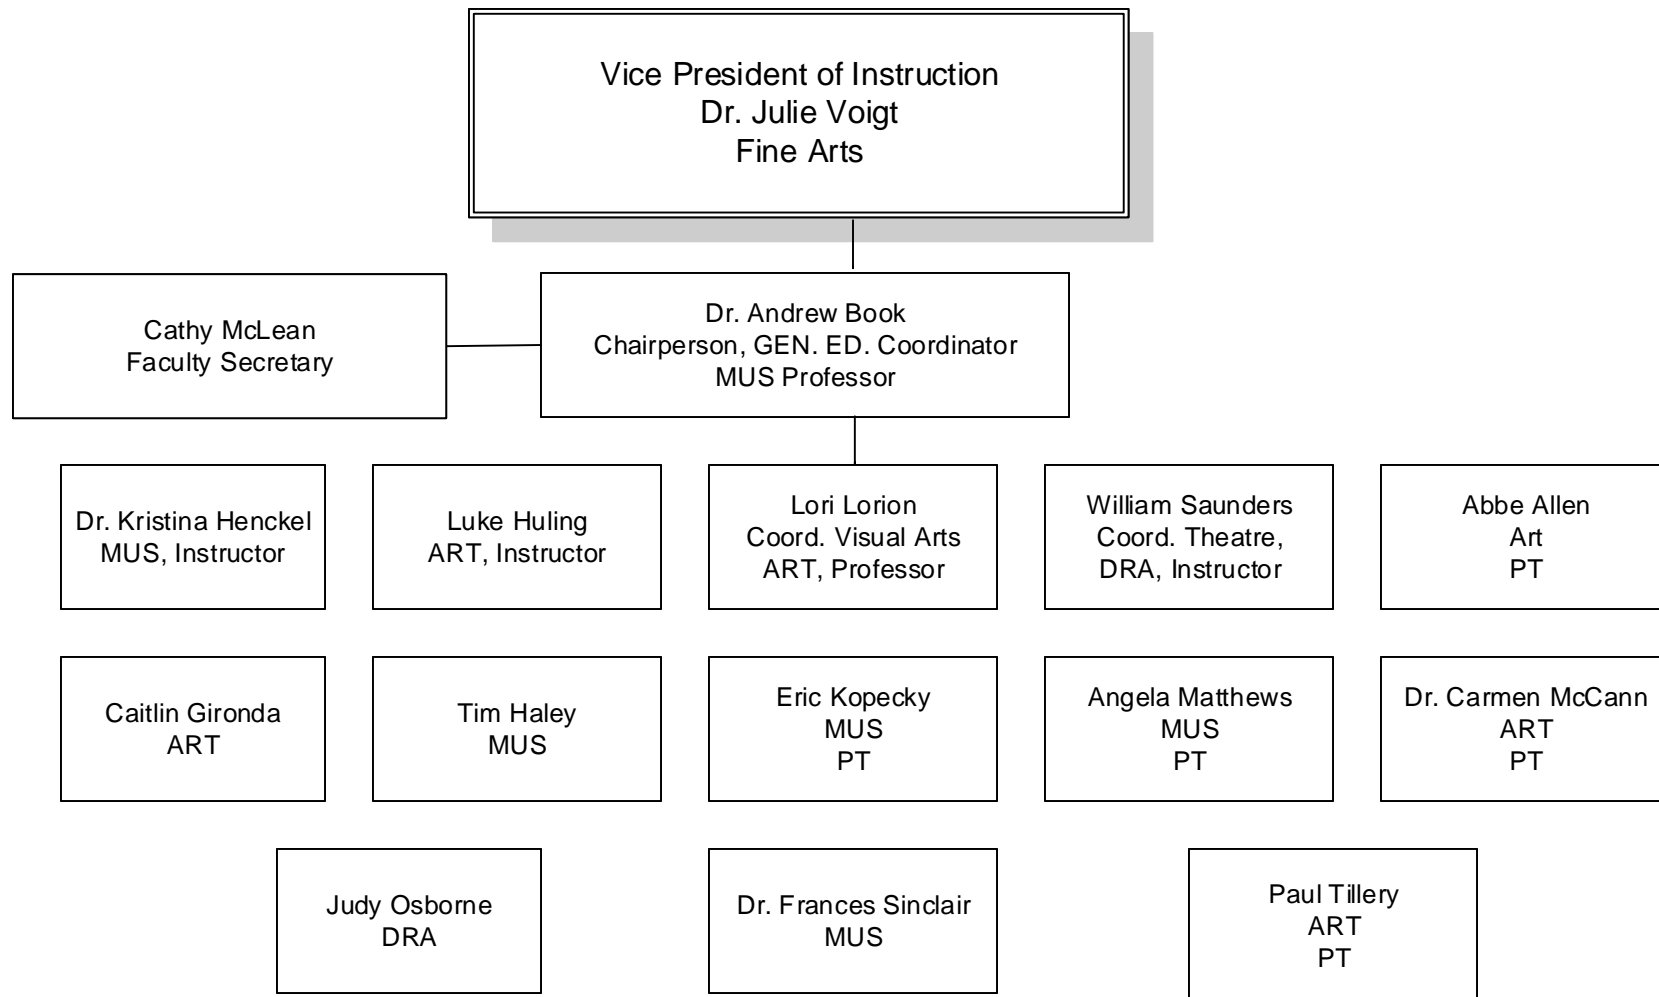 Vice President of Instruction
Dr. Julie Voigt
Fine Arts
Cathy McLean
Faculty Secretary
Dr. Andrew Book
Chairperson, GEN. ED. Coordinator
MUS Professor
Dr. Kristina Henckel
MUS, Instructor
Luke Huling
ART, Instructor
Lori Lorion
Coord. Visual Arts
ART, Professor
William Saunders
Coord. Theatre,
DRA, Instructor
Abbe Allen
Art
PT
Caitlin Gironda
ART
Tim Haley
MUS
Eric Kopecky
MUS
PT
Angela Matthews
MUS
PT
Dr. Carmen McCann
ART
PT
Judy Osborne
DRA
Dr. Frances Sinclair
MUS
Paul Tillery
ART
PT